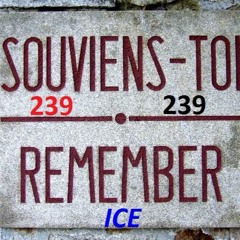 SOUVIENS-TOI
239 239
REMEMBER
ICE